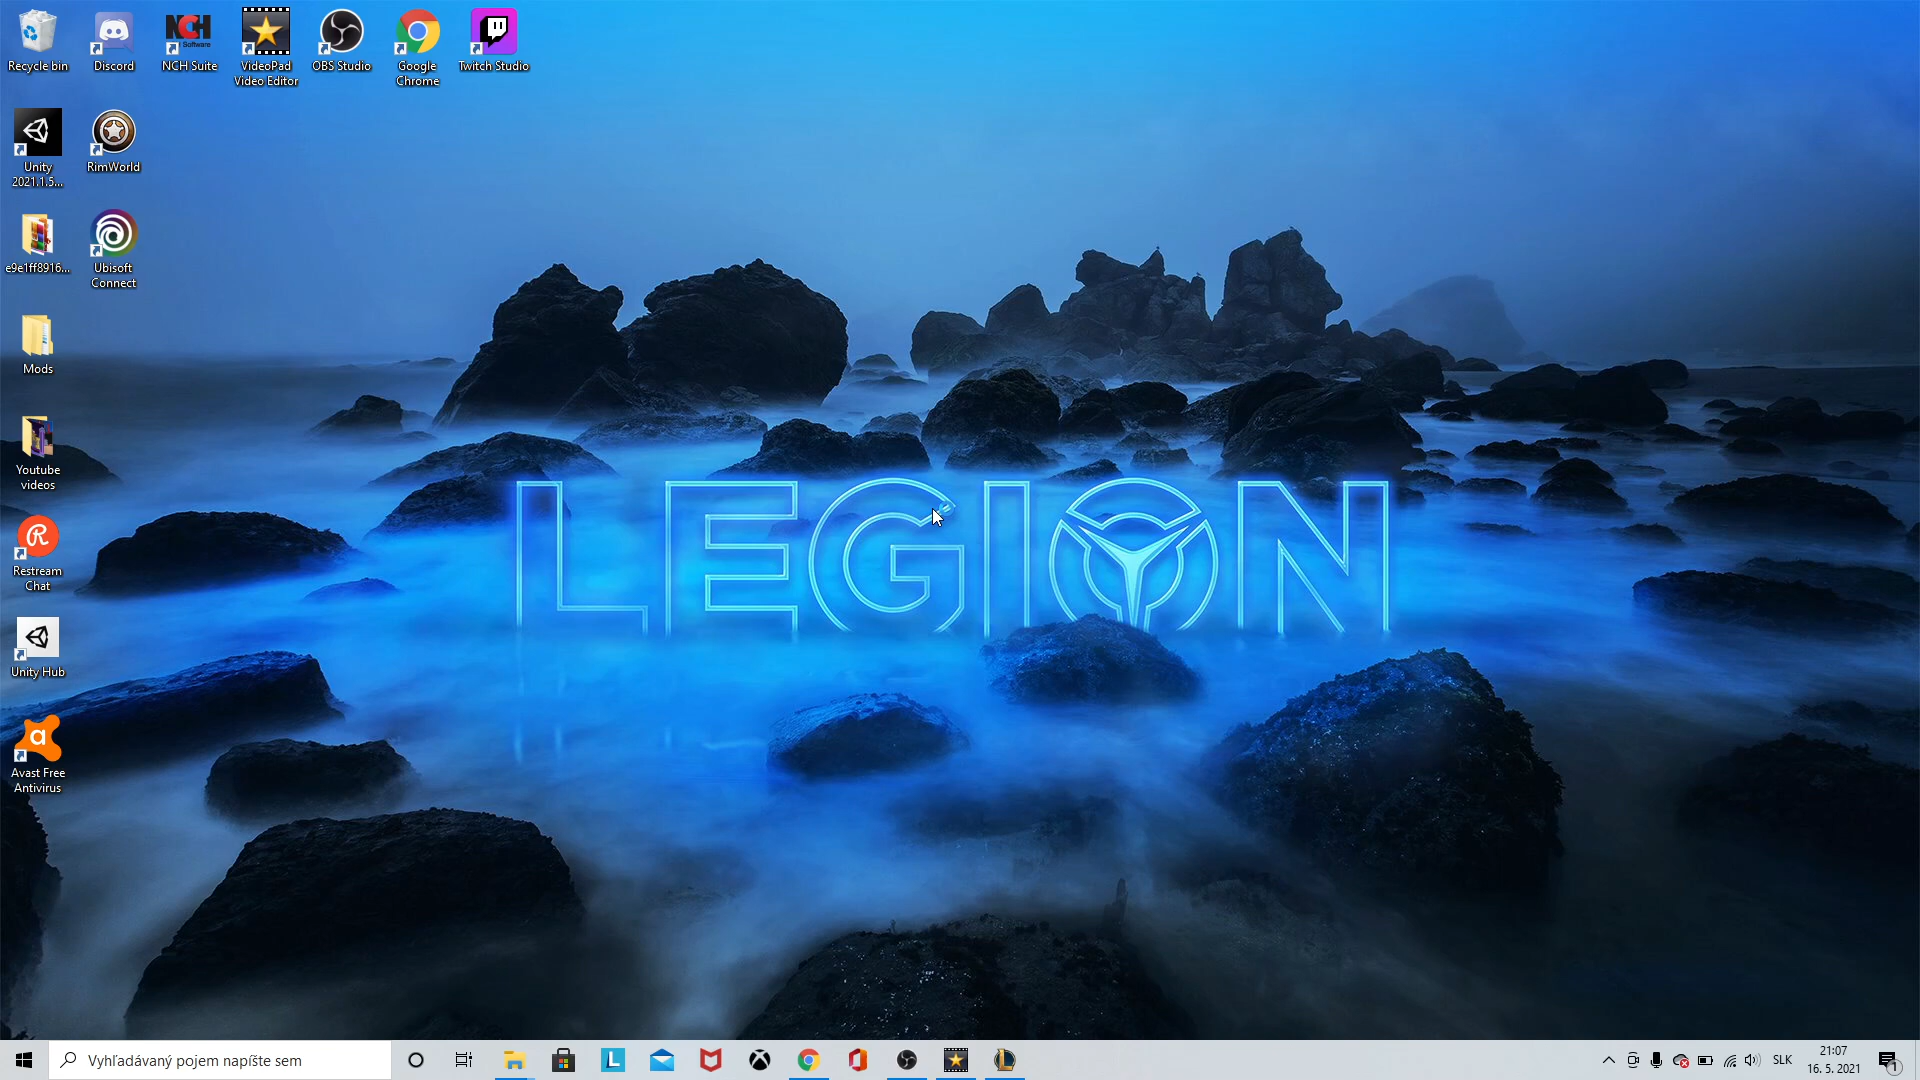 Recycle bin
Discord
NCH
Software
NCH Suite
VideoPad
Video Editor
OBS Studio
Google
Chrome
Twitch Studio
Unity
2021.1.5...
RimWorld
e9e1ff8916...
Ubisoft
Connect
Mods
Youtube
videos
Restream
Chat
Unity Hub
Avast Free
Antivirus
LEGION
Vyhľadávaný pojem napíšte sem
SLK
21:07
16. 5. 2021
1